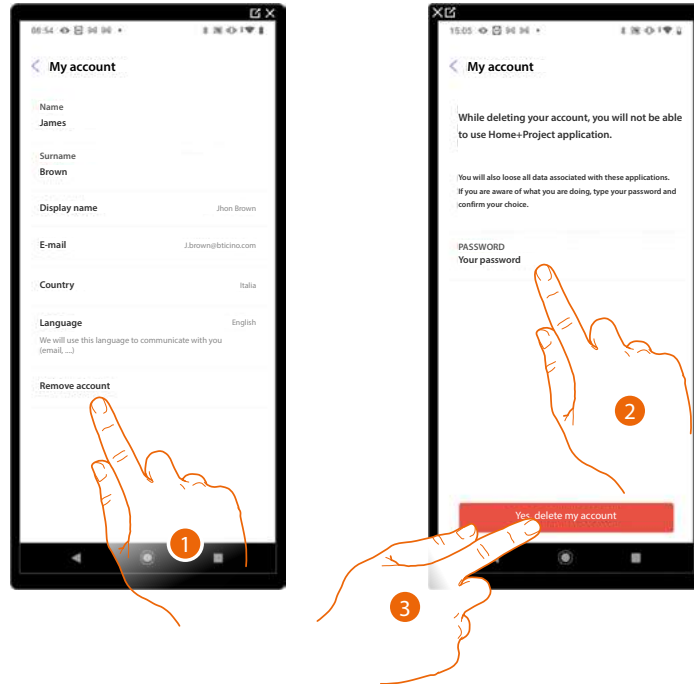 06:54
My account
Name
James
Surname
Brown
Display name
Jhon Brown
E-mail
J.brown@bticino.com
Country
Italia
Language
English
We will use this language to communicate with you
(email, ....)
Remove account
1
15:05
My account
While deleting your account, you will not be able
to use Home+Project application.
You will also loose all data associated with these applications.
If you are aware of what you are doing, type your password and
confirm your choice.
PASSWORD
Your password
2
Yes, delete my account
3